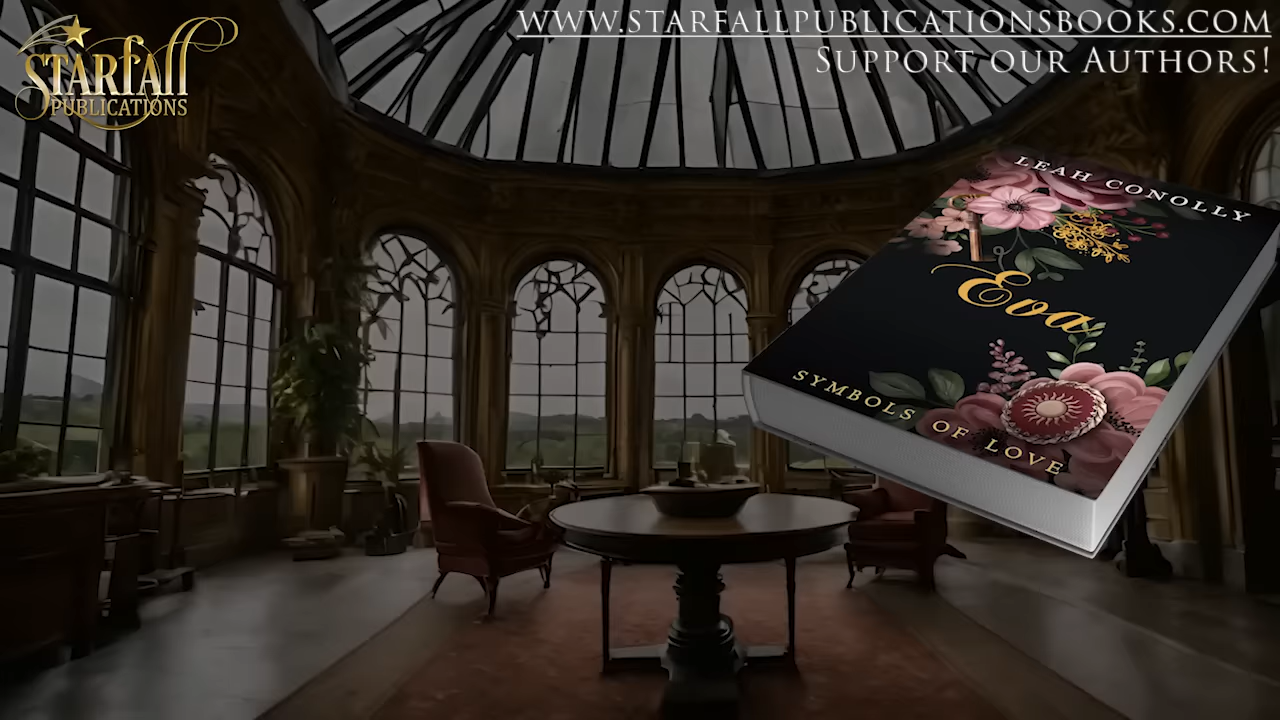 STARfall
PUBLICATIONS
WWW.STARFALLPUBLICATIONSBOOKS.COM
SUPPORT OUR AUTHORS!
LEAH CONOLLY
Eva
SYMBOLS OF LOVE